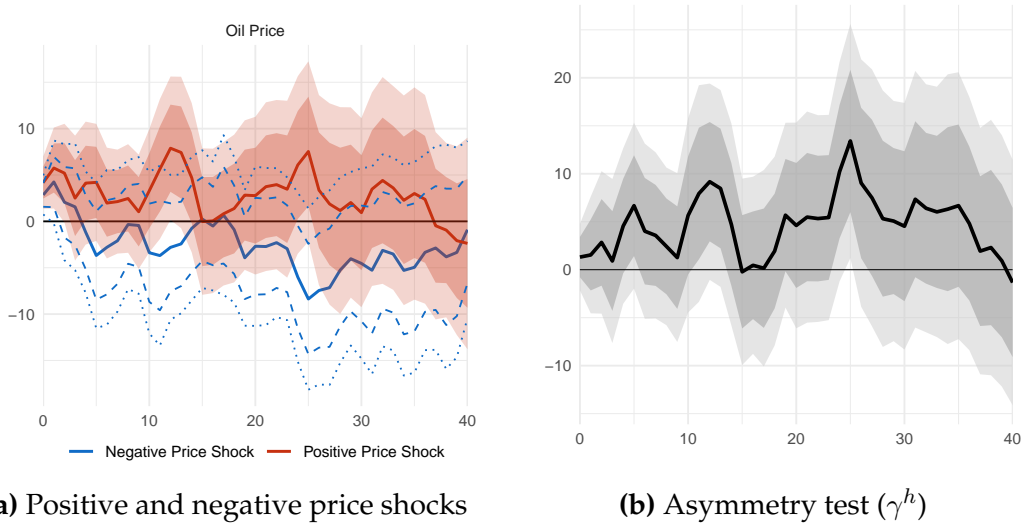 Oil Price
10
0
−10
0 10 20 30 40
Negative Price Shock Positive Price Shock
a) Positive and negative price shocks
20
10
0
−10
0 10 20 30 40
(b) Asymmetry test (γ^h)